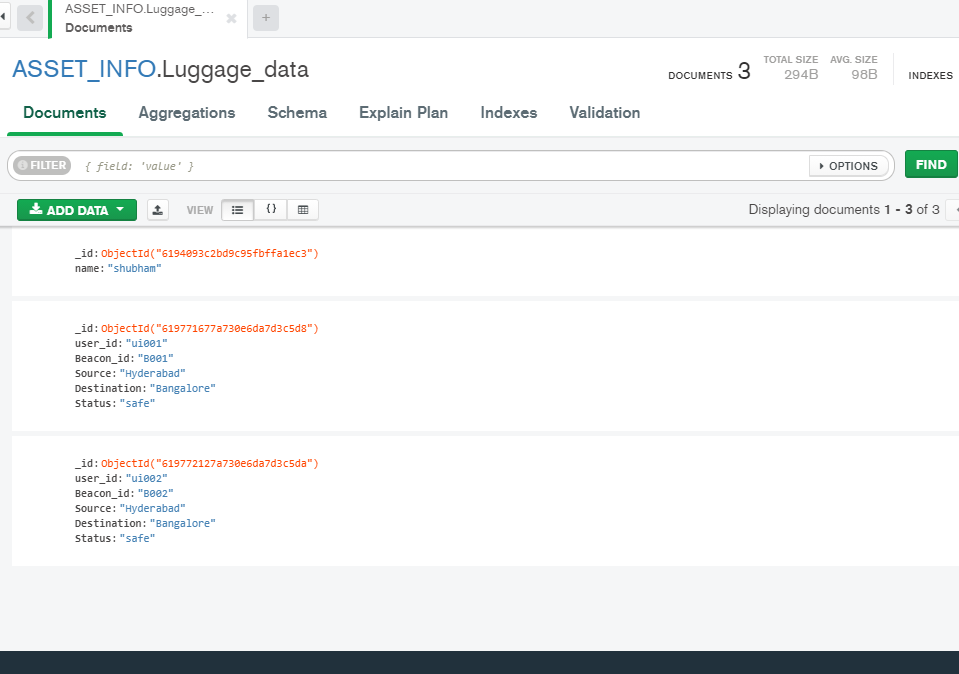 ASSET_INFO.Luggage_...
Documents
ASSET_INFO.Luggage_data
DOCUMENTS 3
TOTAL SIZE
294B
AVG. SIZE
98B
INDEXES
Documents Aggregations Schema Explain Plan Indexes Validation
FILTER { field: 'value' } OPTIONS FIND
ADD DATA VIEW {} Displaying documents 1 - 3 of 3
_id: ObjectId("6194093c2bd9c95fbffa1ec3")
name: "shubham"
_id: ObjectId("619771677a730e6da7d3c5d8")
user_id: "ui001"
Beacon_id: "B001"
Source: "Hyderabad"
Destination: "Bangalore"
Status: "safe"
_id: ObjectId("619772127a730e6da7d3c5da")
user_id: "ui002"
Beacon_id: "B002"
Source: "Hyderabad"
Destination: "Bangalore"
Status: "safe"